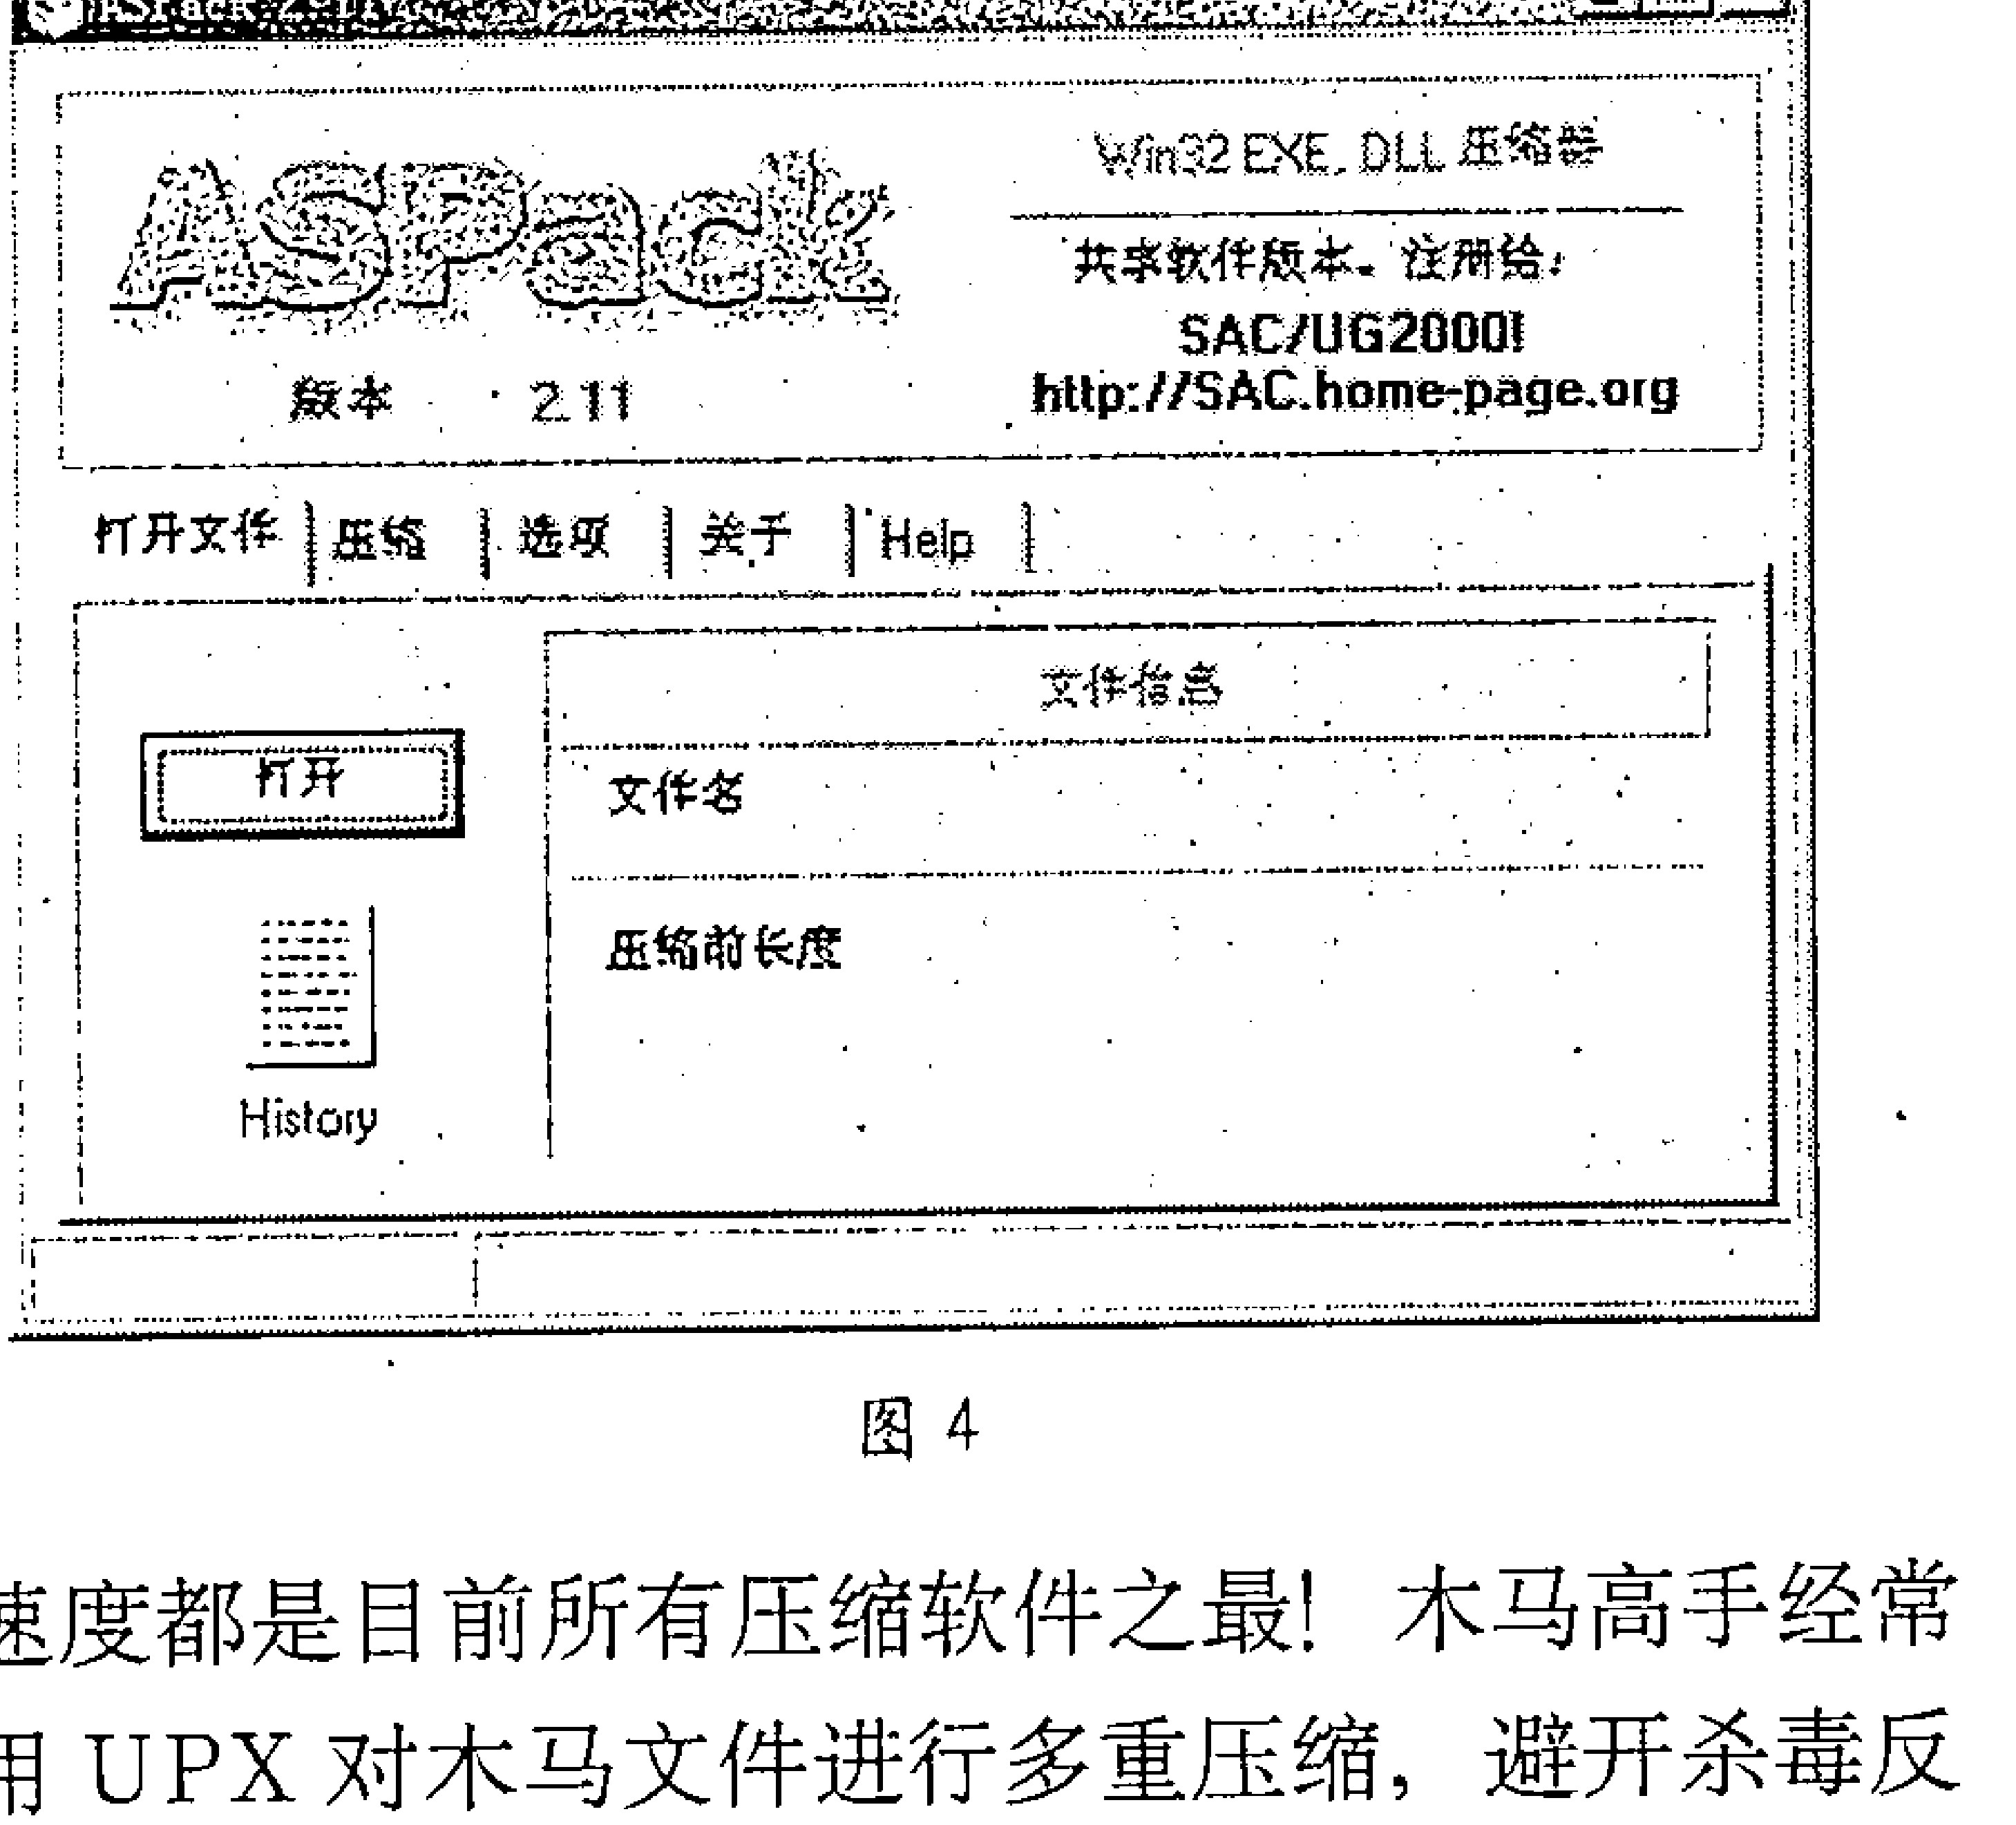 ASPack
Win32 EXE, DLL 压缩器
共享软件版本. 注册给:
SAC/UG2000!
http://SAC.home-page.org
版本 2.11
打开文件 压缩 选项 关于 Help
文件信息
打开
文件名
压缩前长度
History
图 4
速度都是目前所有压缩软件之最! 木马高手经常
用 UPX 对木马文件进行多重压缩, 避开杀毒反